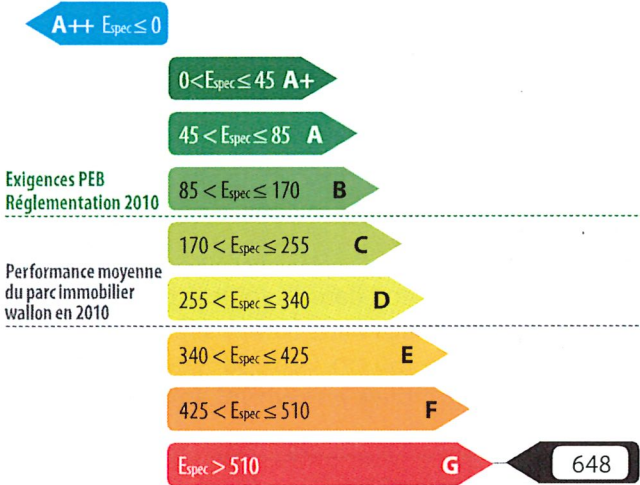 A++ Espec ≤ 0
0 < Espec ≤ 45 A+
45 < Espec ≤ 85 A
Exigences PEB
Réglementation 2010
85 < Espec ≤ 170 B
170 < Espec ≤ 255 C
Performance moyenne
du parc immobilier
wallon en 2010
255 < Espec ≤ 340 D
340 < Espec ≤ 425 E
425 < Espec ≤ 510 F
Espec > 510 G 648